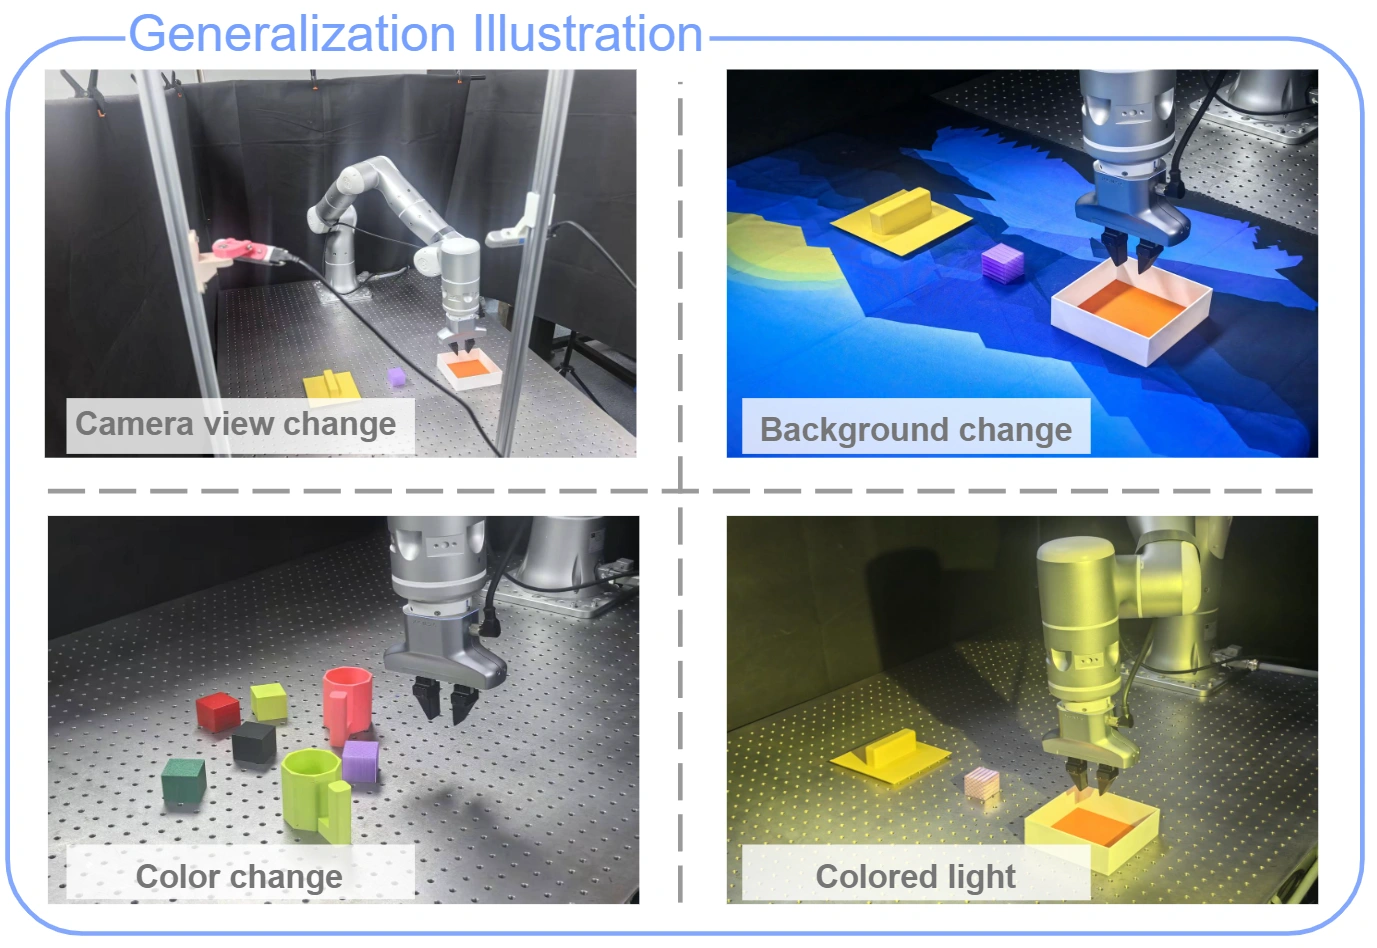 Generalization Illustration
Camera view change
Background change
Color change
Colored light